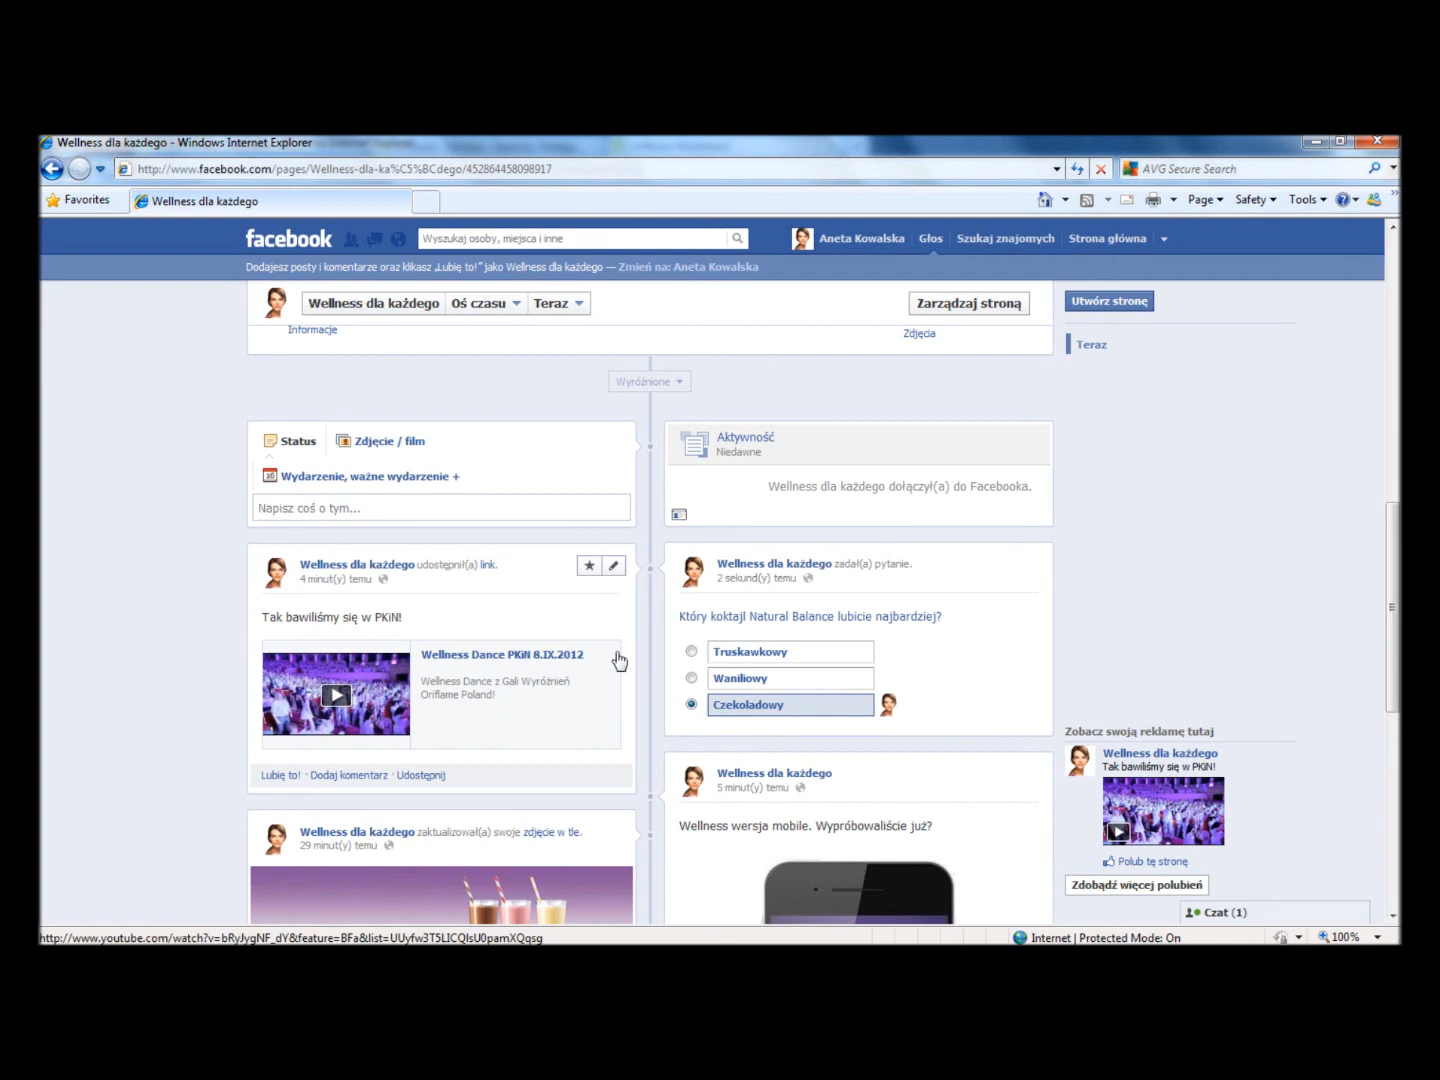 Wellness dla każdego - Windows Internet Explorer
http://www.facebook.com/pages/Wellness-dla-ka%C5%BCdego/452864458098917
AVG Secure Search
Favorites
Wellness dla każdego
Page
Safety
Tools
facebook
Wyszukaj osoby, miejsca i inne
Aneta Kowalska
Głos
Szukaj znajomych
Strona główna
Dodajesz posty i komentarze oraz klikasz „Lubię to!" jako Wellness dla każdego — Zmień na: Aneta Kowalska
Wellness dla każdego
Oś czasu
Teraz
Zarządzaj stroną
Utwórz stronę
Informacje
Zdjęcia
Teraz
Wyróżnione
Status
Zdjęcie / film
Wydarzenie, ważne wydarzenie +
Napisz coś o tym...
Aktywność
Niedawne
Wellness dla każdego dołączył(a) do Facebooka.
Wellness dla każdego udostępnił(a) link.
4 minut(y) temu
Tak bawiliśmy się w PKiN!
Wellness Dance PKiN 8.IX.2012
Wellness Dance z Gali Wyróżnień
Oriflame Poland!
Lubię to! · Dodaj komentarz · Udostępnij
Wellness dla każdego zadał(a) pytanie.
2 sekund(y) temu
Który koktajl Natural Balance lubicie najbardziej?
Truskawkowy
Waniliowy
Czekoladowy
Wellness dla każdego zaktualizował(a) swoje zdjęcie w tle.
29 minut(y) temu
Wellness dla każdego
5 minut(y) temu
Wellness wersja mobile. Wypróbowaliście już?
Zobacz swoją reklamę tutaj
Wellness dla każdego
Tak bawiliśmy się w PKiN!
Polub tę stronę
Zdobądź więcej polubień
Czat (1)
http://www.youtube.com/watch?v=bRyJygNF_dY&feature=BFa&list=UUyfw3T5LICQIsU0pamXQqsg
Internet | Protected Mode: On
100%